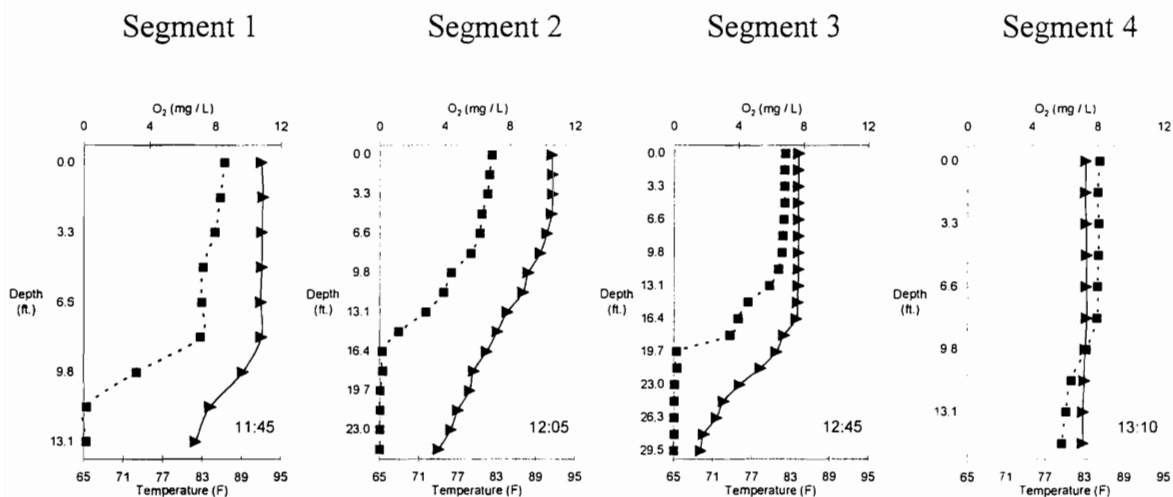 Segment 1 Segment 2 Segment 3 Segment 4
O2 (mg / L) O2 (mg / L) O2 (mg / L) O2 (mg / L)
0 4 8 12 0 4 8 12 0 4 8 12 0 4 8 12
Depth (ft.)
0 0
3.3
6.5
9.8
13.1
11:45
65 71 77 83 89 95
Temperature (F)
Depth (ft.)
0 0
3.3
6.6
9.8
13.1
16.4
19.7
23.0
12:05
65 71 77 83 89 95
Temperature (F)
Depth (ft.)
0.0
3.3
6.6
9.8
13.1
16.4
19.7
23.0
26.3
29.5
12:45
65 71 77 83 89 95
Temperature (F)
Depth (ft.)
0 0
3.3
6.6
9.8
13.1
13:10
65 71 77 83 89 95
Temperature (F)